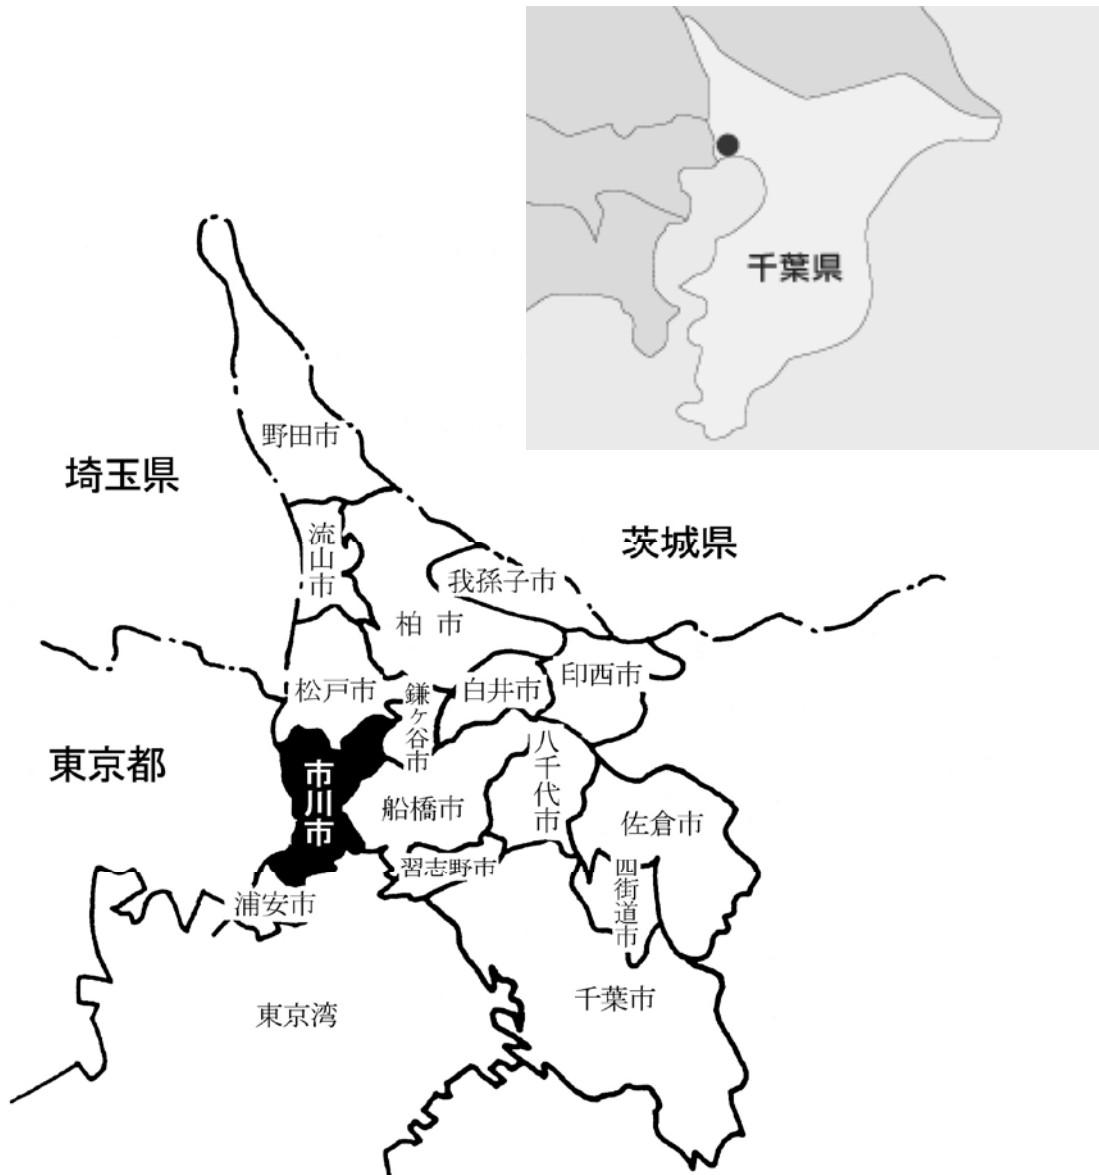 千葉県
野田市
埼玉県
流山市
茨城県
我孫子市
柏市
松戸市
鎌ヶ谷市
白井市
印西市
東京都
市川市
船橋市
八千代市
佐倉市
習志野市
四街道市
浦安市
千葉市
東京湾